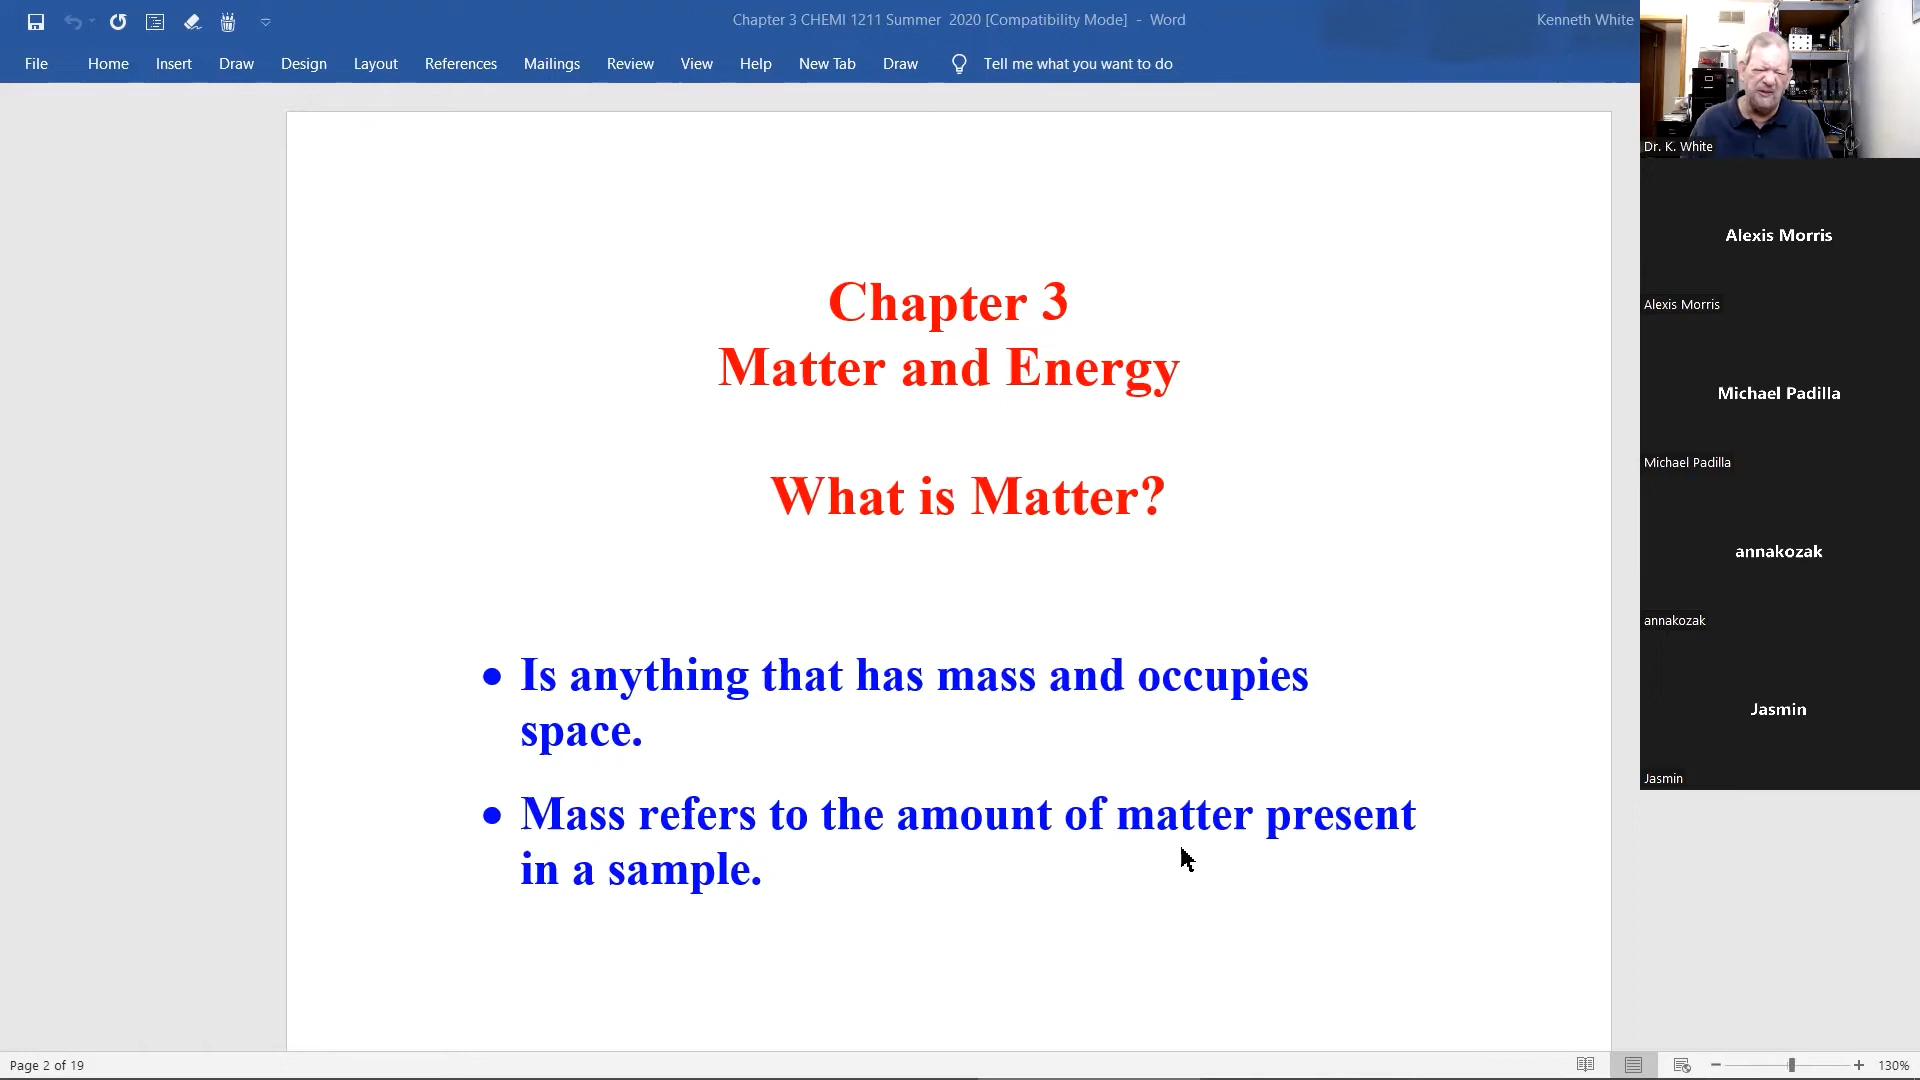 Chapter 3 CHEMI 1211 Summer  2020 [Compatibility Mode]  -  Word
Kenneth White
File Home Insert Draw Design Layout References Mailings Review View Help New Tab Draw Tell me what you want to do
Dr. K. White
Alexis Morris
Alexis Morris
Michael Padilla
Michael Padilla
annakozak
annakozak
Jasmin
Jasmin
Chapter 3
Matter and Energy
What is Matter?
• Is anything that has mass and occupies
space.
• Mass refers to the amount of matter present
in a sample.
Page 2 of 19
130%